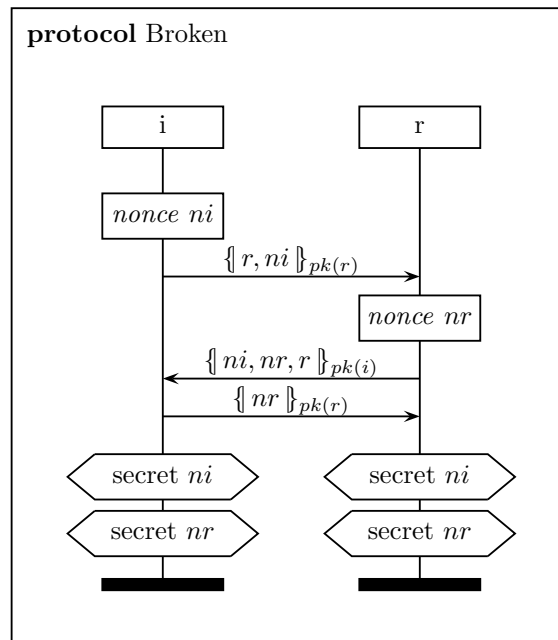 protocol Broken
i
r
nonce ni
{| r, ni |}pk(r)
nonce nr
{| ni, nr, r |}pk(i)
{| nr |}pk(r)
secret ni
secret ni
secret nr
secret nr